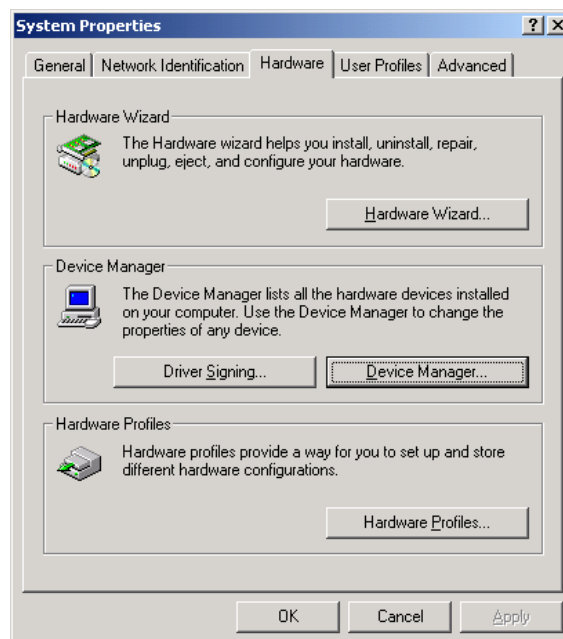 System Properties
General
Network Identification
Hardware
User Profiles
Advanced
Hardware Wizard
The Hardware wizard helps you install, uninstall, repair,
unplug, eject, and configure your hardware.
Hardware Wizard...
Device Manager
The Device Manager lists all the hardware devices installed
on your computer. Use the Device Manager to change the
properties of any device.
Driver Signing...
Device Manager...
Hardware Profiles
Hardware profiles provide a way for you to set up and store
different hardware configurations.
Hardware Profiles...
OK
Cancel
Apply